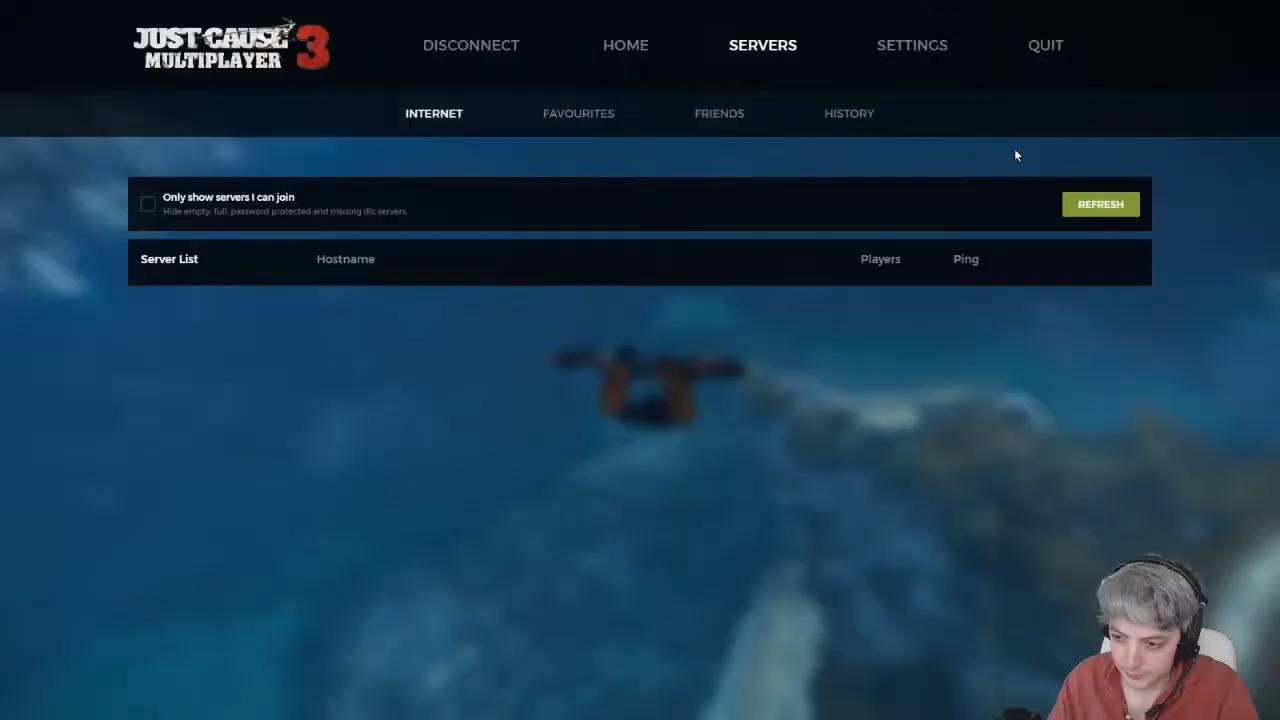 JUST CAUSE 3
MULTIPLAYER
DISCONNECT
HOME
SERVERS
SETTINGS
QUIT
INTERNET
FAVOURITES
FRIENDS
HISTORY
Only show servers I can join
Hide empty, full, password protected and missing dlc servers.
REFRESH
Server List
Hostname
Players
Ping